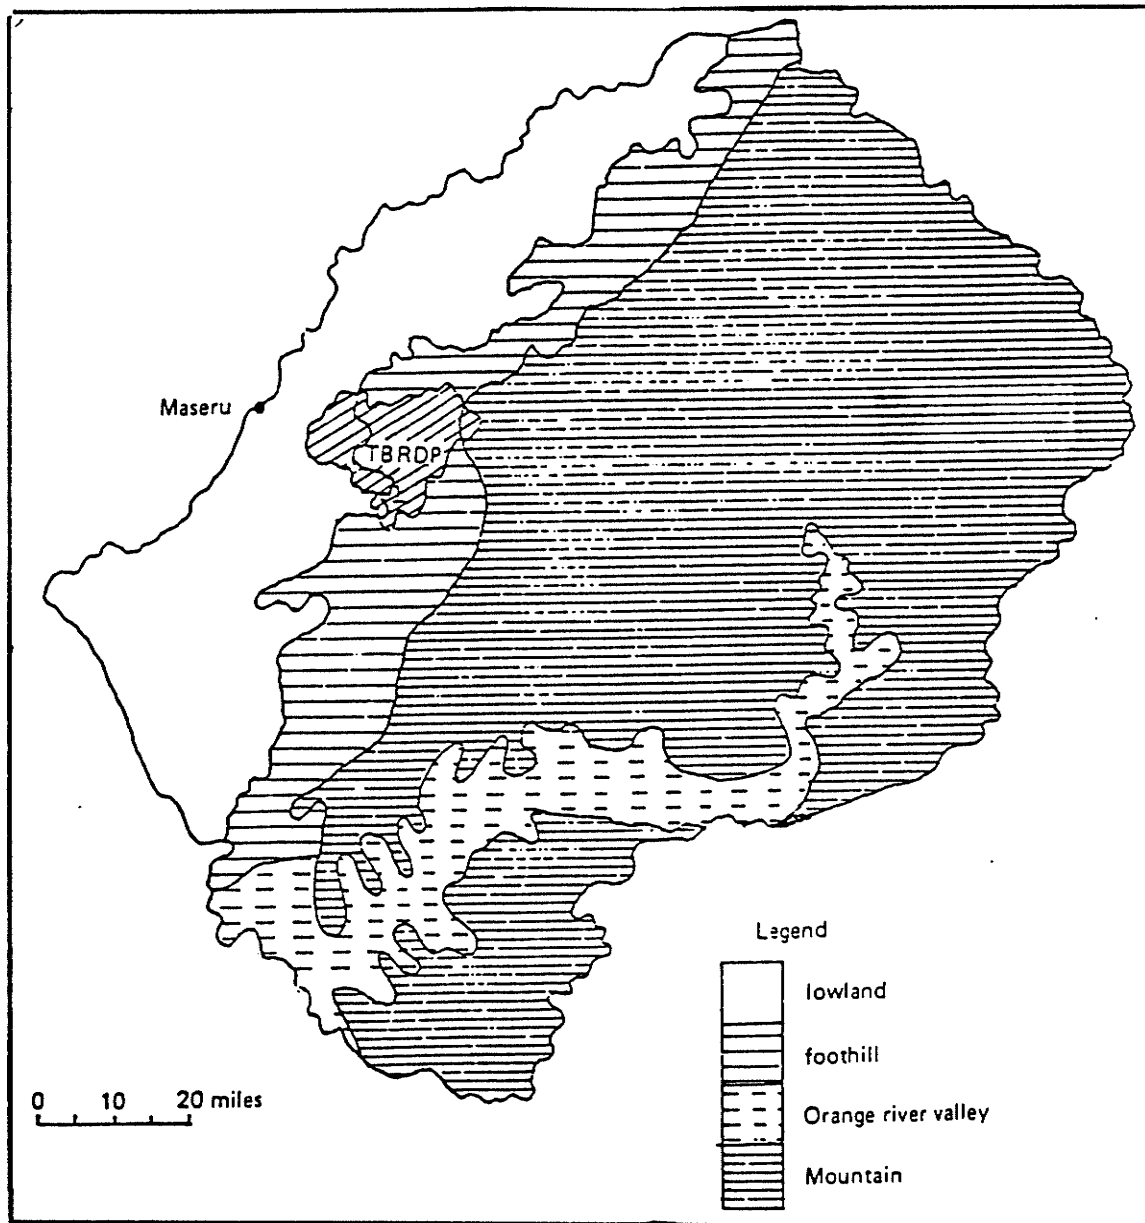 Maseru
TBRDP
Legend
lowland
foothill
Orange river valley
Mountain
0 10 20 miles